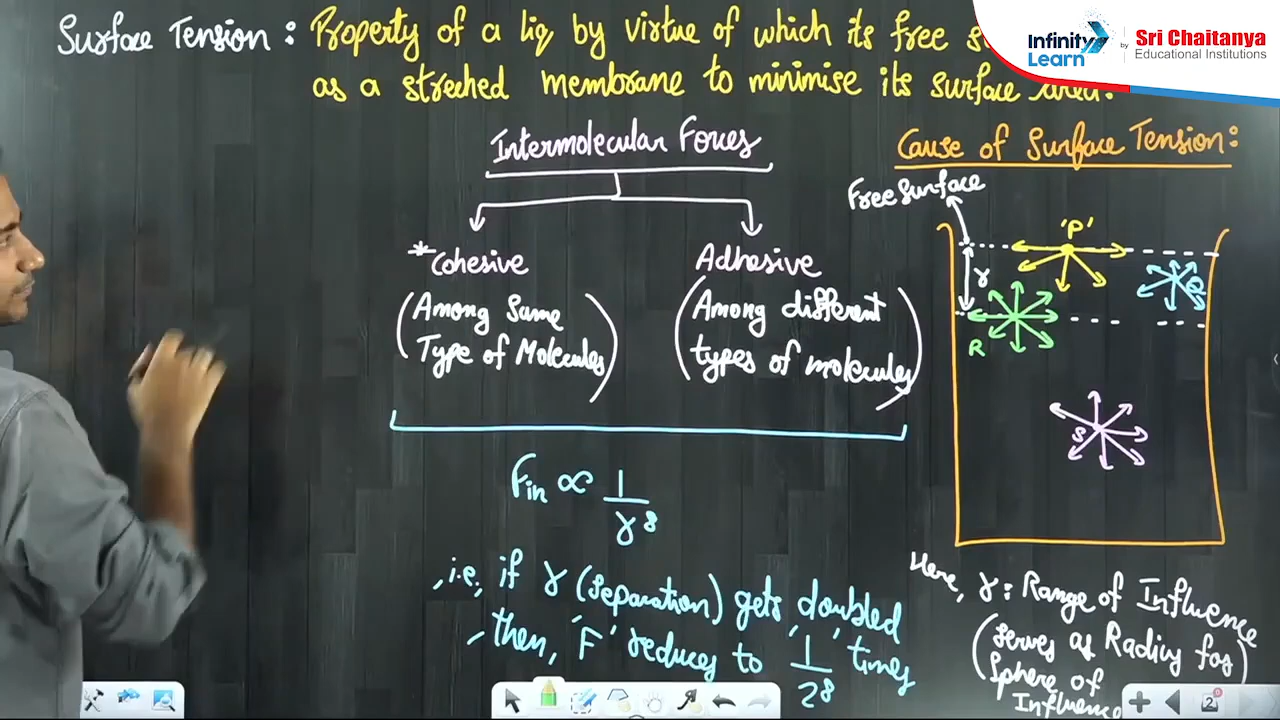 Surface Tension : Property of a liq by virtue of which its free
as a streched membrane to minimise its surface area.
Infinity Learn by Sri Chaitanya Educational Institutions
Intermolecular Forces
*Cohesive
(Among Same
Type of Molecules)
Adhesive
(Among different
types of molecules)
Fin ∝ 1/r⁸
i.e, if r (separation) gets doubled
then, 'F' reduces to 1/2⁸ times
Cause of Surface Tension:
Free surface
'P'
r
Q
R
S
Here, r : Range of Influence
(serves as Radius for
Sphere of
Influence
2